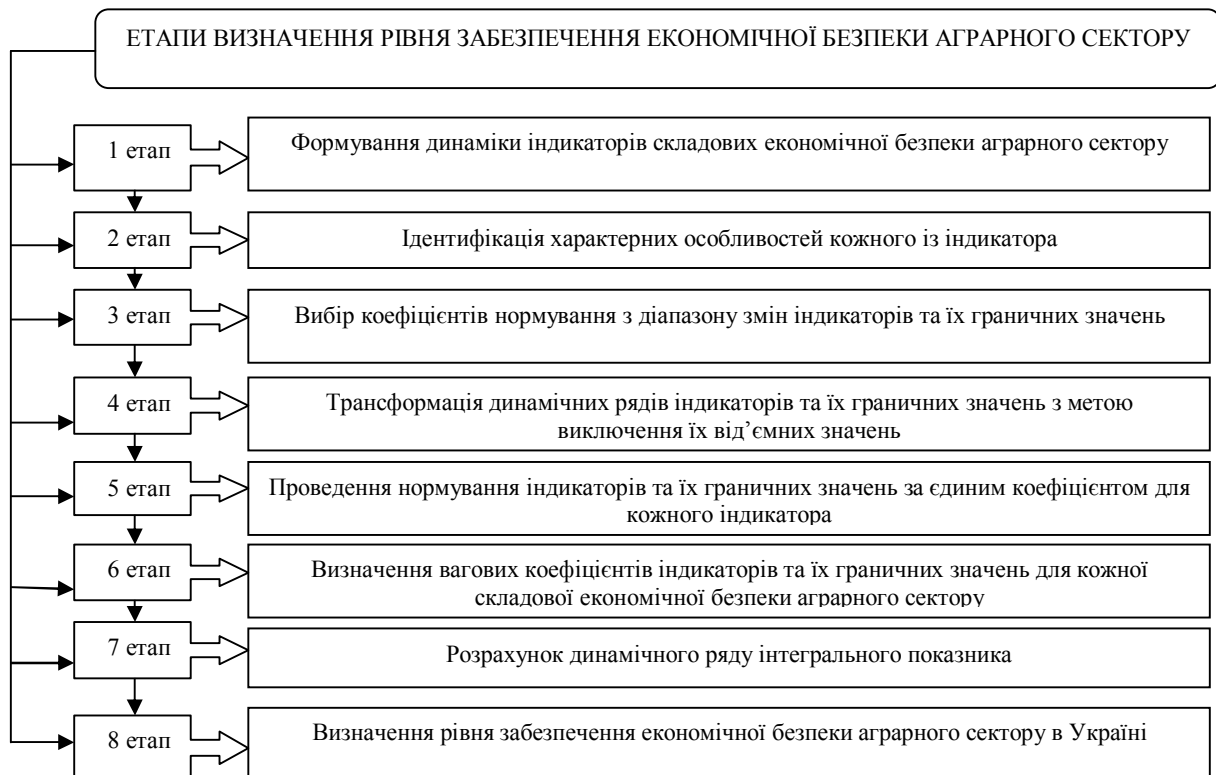 ЕТАПИ ВИЗНАЧЕННЯ РІВНЯ ЗАБЕЗПЕЧЕННЯ ЕКОНОМІЧНОЇ БЕЗПЕКИ АГРАРНОГО СЕКТОРУ
1 етап
Формування динаміки індикаторів складових економічної безпеки аграрного сектору
2 етап
Ідентифікація характерних особливостей кожного із індикатора
3 етап
Вибір коефіцієнтів нормування з діапазону змін індикаторів та їх граничних значень
4 етап
Трансформація динамічних рядів індикаторів та їх граничних значень з метою
виключення їх від’ємних значень
5 етап
Проведення нормування індикаторів та їх граничних значень за єдиним коефіцієнтом для
кожного індикатора
6 етап
Визначення вагових коефіцієнтів індикаторів та їх граничних значень для кожної
складової економічної безпеки аграрного сектору
7 етап
Розрахунок динамічного ряду інтегрального показника
8 етап
Визначення рівня забезпечення економічної безпеки аграрного сектору в Україні